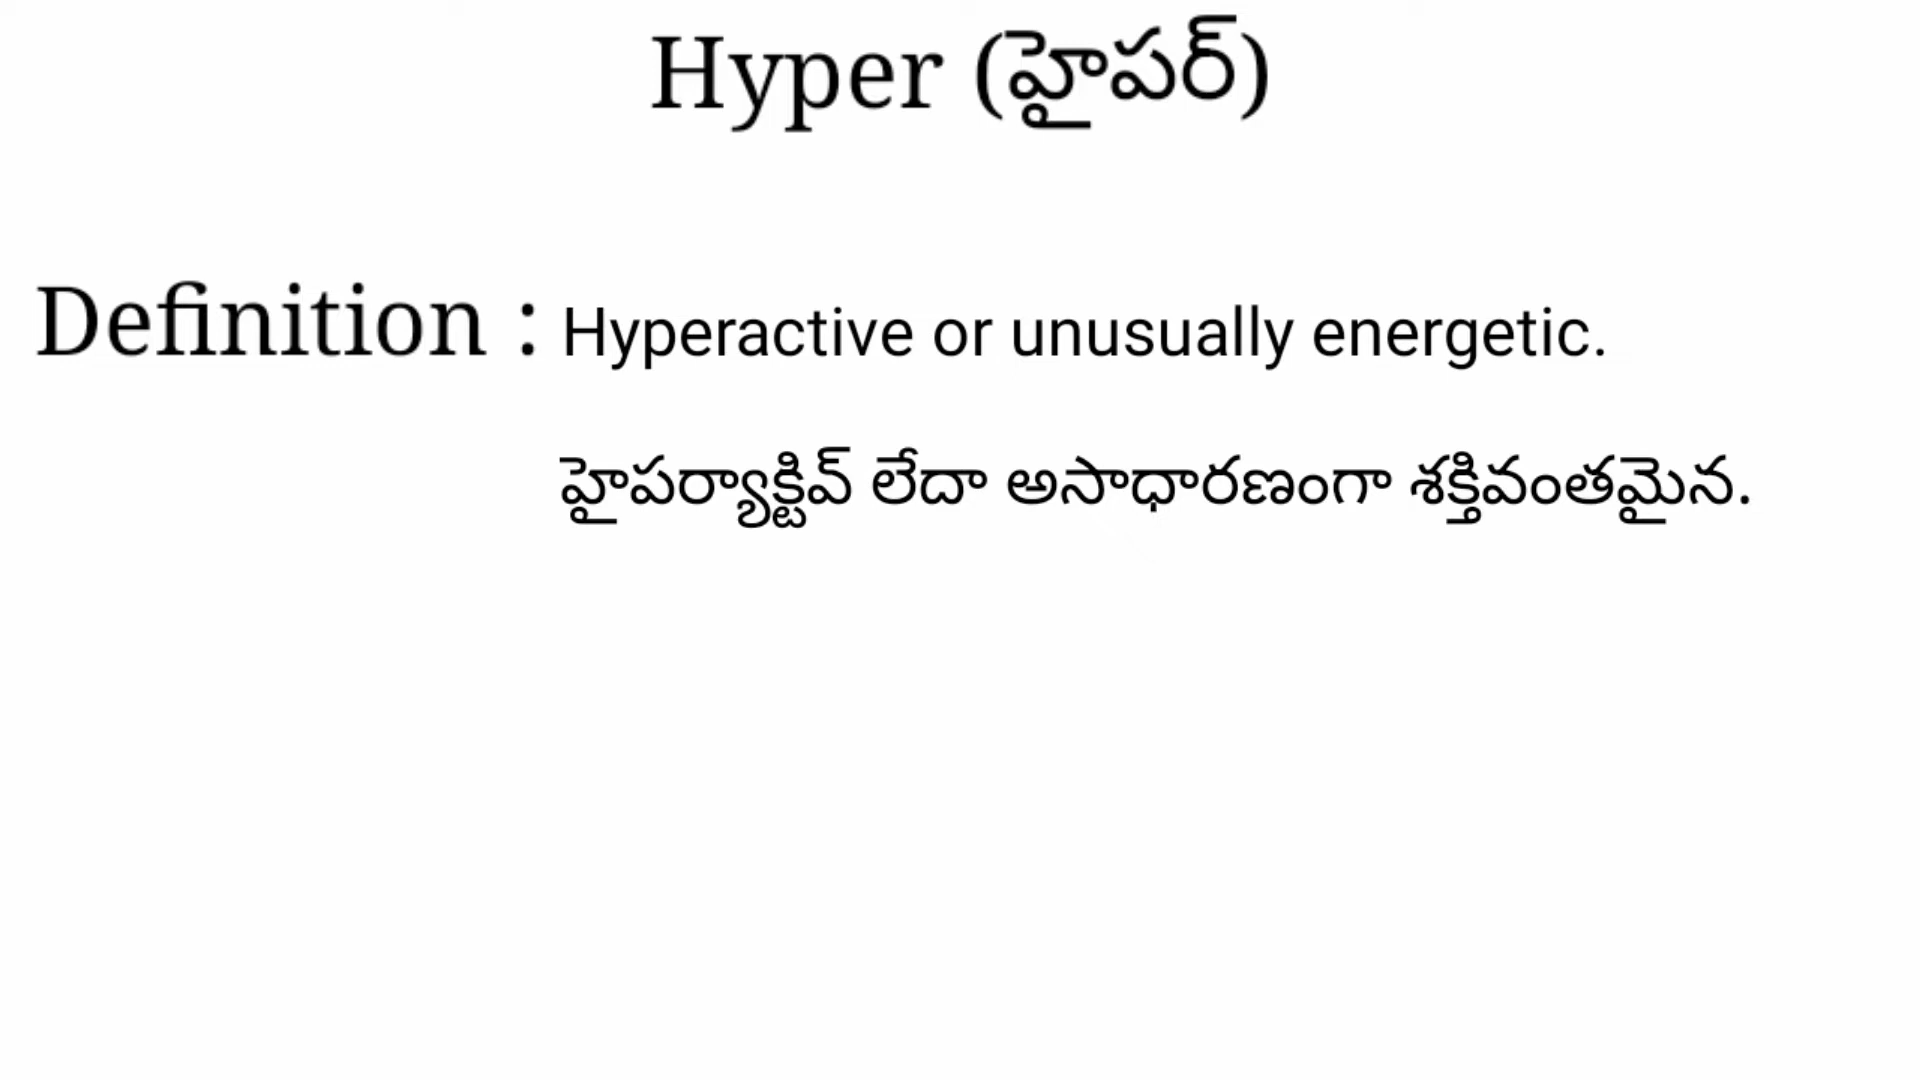 Hyper (హైపర్)
Definition : Hyperactive or unusually energetic.
హైపర్యాక్టివ్ లేదా అసాధారణంగా శక్తివంతమైన.